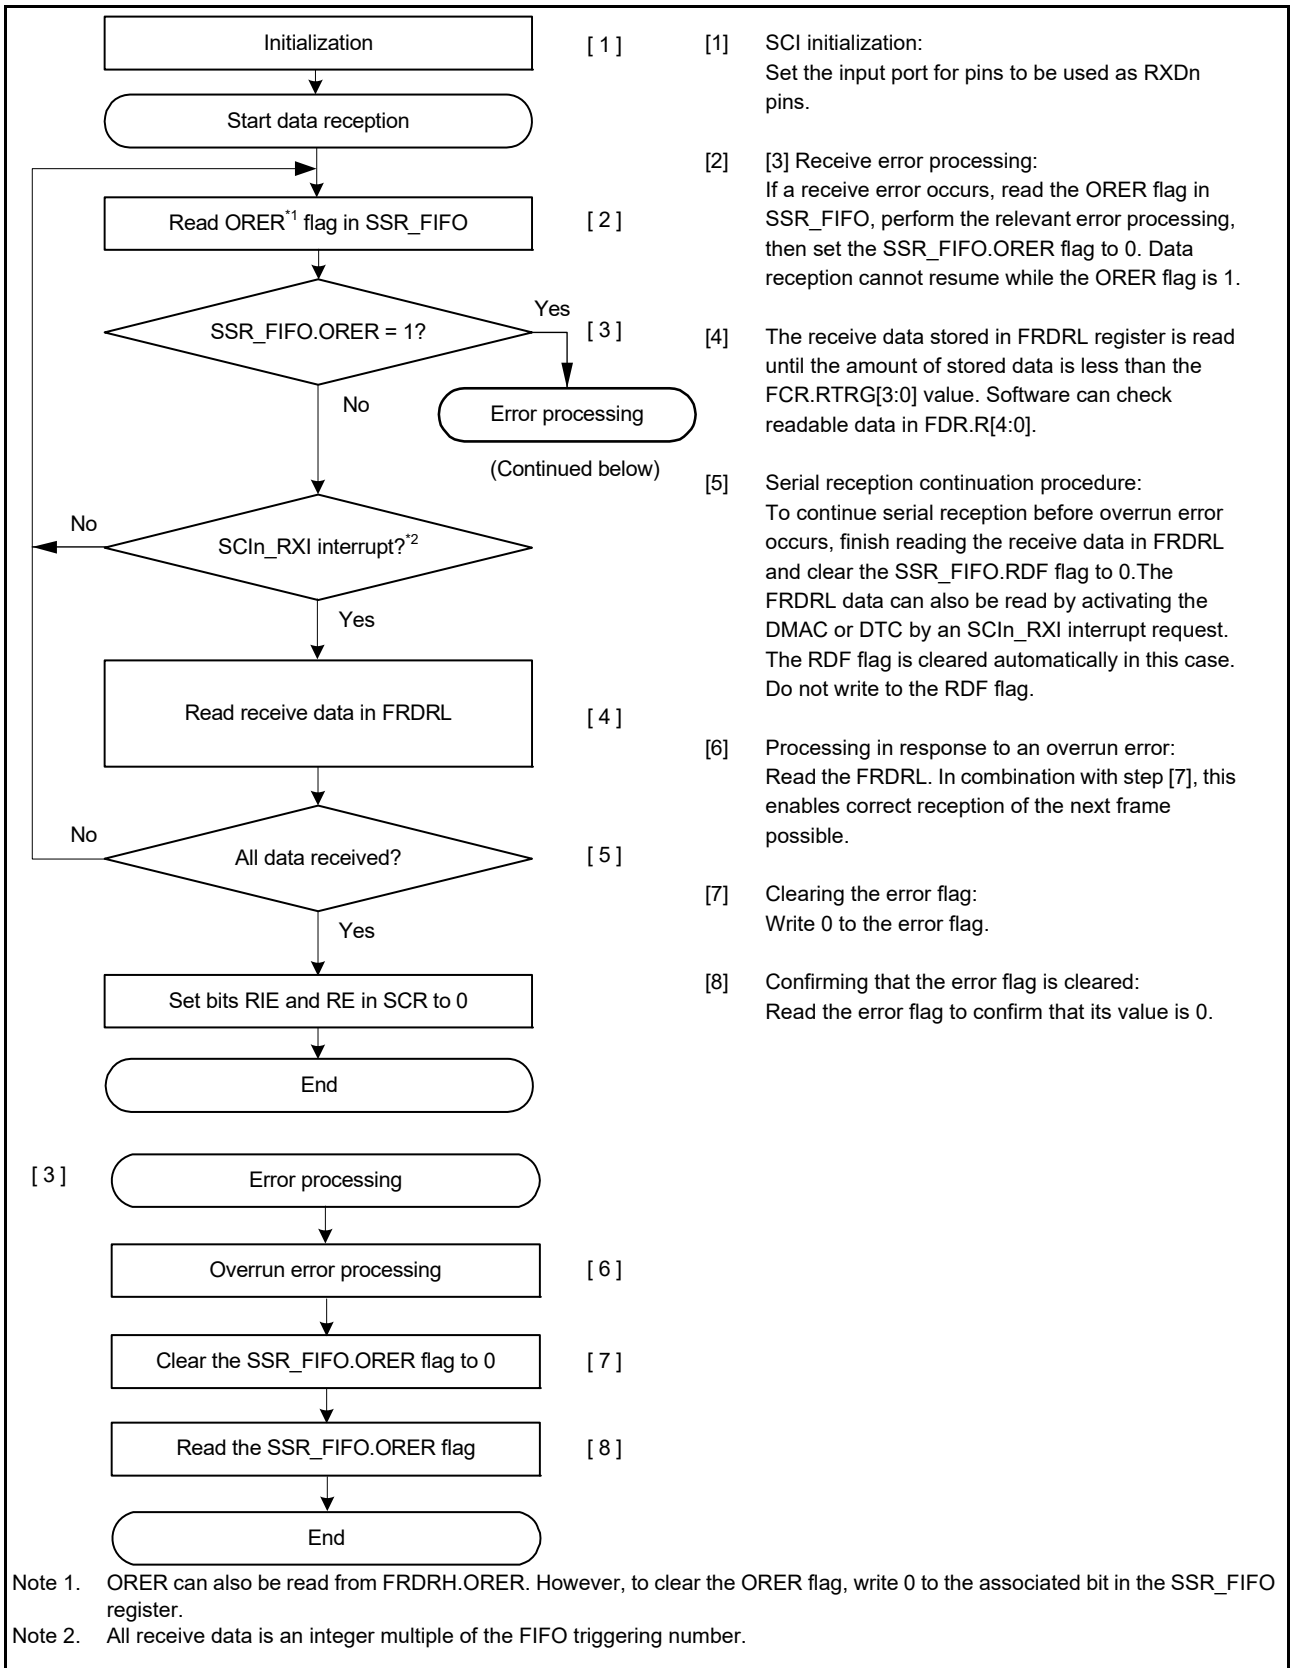 Initialization
[ 1 ]
Start data reception
Read ORER*1 flag in SSR_FIFO
[ 2 ]
SSR_FIFO.ORER = 1?
Yes
[ 3 ]
No
Error processing
(Continued below)
SCIn_RXI interrupt?*2
No
Yes
Read receive data in FRDRL
[ 4 ]
All data received?
No
[ 5 ]
Yes
Set bits RIE and RE in SCR to 0
End
[1] SCI initialization:
Set the input port for pins to be used as RXDn
pins.
[2] [3] Receive error processing:
If a receive error occurs, read the ORER flag in
SSR_FIFO, perform the relevant error processing,
then set the SSR_FIFO.ORER flag to 0. Data
reception cannot resume while the ORER flag is 1.
[4] The receive data stored in FRDRL register is read
until the amount of stored data is less than the
FCR.RTRG[3:0] value. Software can check
readable data in FDR.R[4:0].
[5] Serial reception continuation procedure:
To continue serial reception before overrun error
occurs, finish reading the receive data in FRDRL
and clear the SSR_FIFO.RDF flag to 0.The
FRDRL data can also be read by activating the
DMAC or DTC by an SCIn_RXI interrupt request.
The RDF flag is cleared automatically in this case.
Do not write to the RDF flag.
[6] Processing in response to an overrun error:
Read the FRDRL. In combination with step [7], this
enables correct reception of the next frame
possible.
[7] Clearing the error flag:
Write 0 to the error flag.
[8] Confirming that the error flag is cleared:
Read the error flag to confirm that its value is 0.
[ 3 ]
Error processing
Overrun error processing
[ 6 ]
Clear the SSR_FIFO.ORER flag to 0
[ 7 ]
Read the SSR_FIFO.ORER flag
[ 8 ]
End
Note 1. ORER can also be read from FRDRH.ORER. However, to clear the ORER flag, write 0 to the associated bit in the SSR_FIFO
register.
Note 2. All receive data is an integer multiple of the FIFO triggering number.